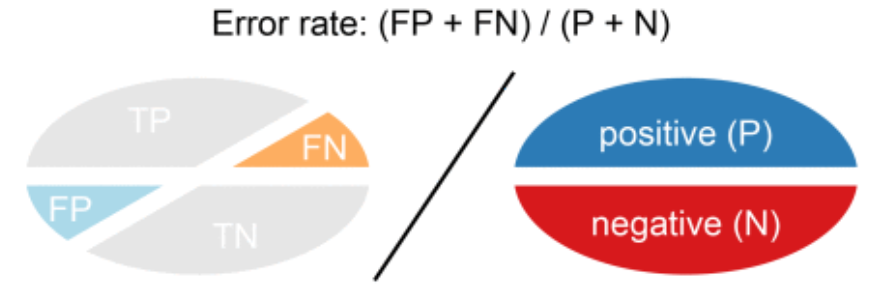 Error rate: (FP + FN) / (P + N)
TP
FN
FP
TN
positive (P)
negative (N)